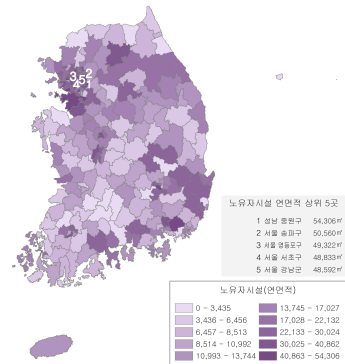 3 5 2
4 1
노유자시설 연면적 상위 5곳
1 성남 중원구 54,306㎡
2 서울 송파구 50,560㎡
3 서울 영등포구 49,322㎡
4 서울 서초구 48,833㎡
5 서울 강남구 48,592㎡
노유자시설(연면적)
0 - 3,435 13,745 - 17,027
3,436 - 6,456 17,028 - 22,132
6,457 - 8,513 22,133 - 30,024
8,514 - 10,992 30,025 - 40,862
10,993 - 13,744 40,863 - 54,306